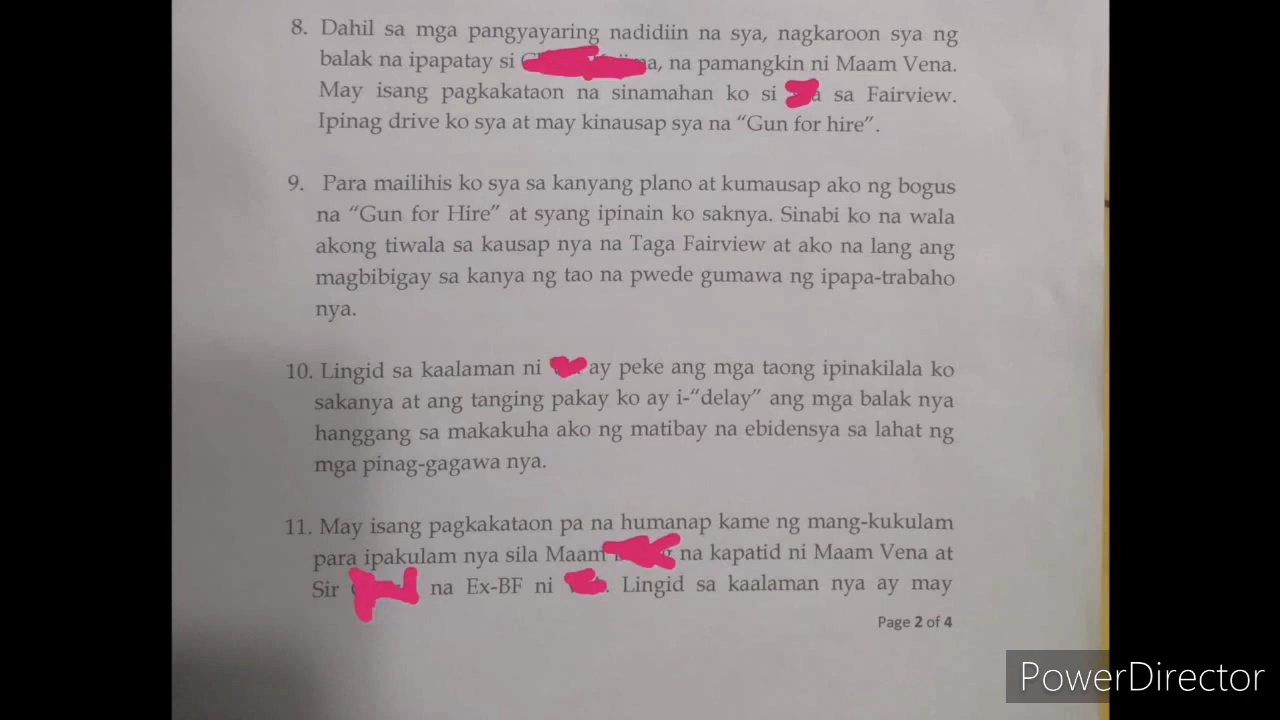 8. Dahil sa mga pangyayaring nadidiin na sya, nagkaroon sya ng
balak na ipapatay si na pamangkin ni Maam Vena.
May isang pagkakataon na sinamahan ko si sa Fairview.
Ipinag drive ko sya at may kinausap sya na “Gun for hire”.
9. Para mailihis ko sya sa kanyang plano at kumausap ako ng bogus
na “Gun for Hire” at syang ipinain ko saknya. Sinabi ko na wala
akong tiwala sa kausap nya na Taga Fairview at ako na lang ang
magbibigay sa kanya ng tao na pwede gumawa ng ipapa-trabaho
nya.
10. Lingid sa kaalaman ni ay peke ang mga taong ipinakilala ko
sakanya at ang tanging pakay ko ay i-“delay” ang mga balak nya
hanggang sa makakuha ako ng matibay na ebidensya sa lahat ng
mga pinag-gagawa nya.
11. May isang pagkakataon pa na humanap kame ng mang-kukulam
para ipakulam nya sila Maam na kapatid ni Maam Vena at
Sir na Ex-BF ni Lingid sa kaalaman nya ay may
Page 2 of 4
PowerDirector